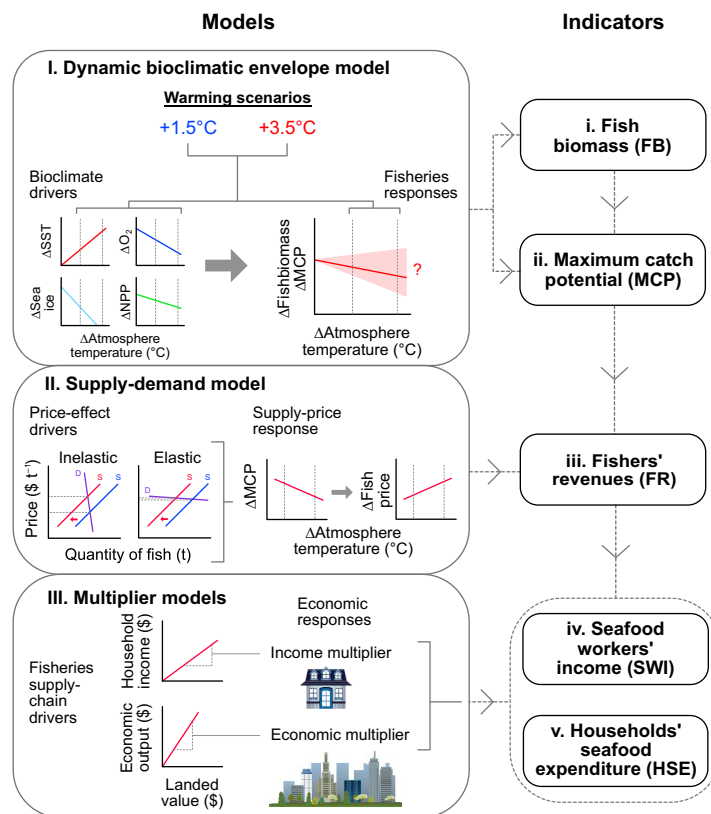 Models
Indicators
I. Dynamic bioclimatic envelope model
Warming scenarios
+1.5°C
+3.5°C
Bioclimate
drivers
Fisheries
responses
ΔSST
ΔO₂
ΔSea
ice
ΔNPP
ΔAtmosphere
temperature (°C)
ΔFishbiomass
ΔMCP
?
ΔAtmosphere
temperature (°C)
i. Fish
biomass (FB)
ii. Maximum catch
potential (MCP)
II. Supply-demand model
Price-effect
drivers
Supply-price
response
Inelastic
Elastic
Price ($ t⁻¹)
D
S
S
D
S
S
Quantity of fish (t)
ΔMCP
ΔFish
price
ΔAtmosphere
temperature (°C)
iii. Fishers'
revenues (FR)
III. Multiplier models
Economic
responses
Fisheries
supply-
chain
drivers
Household
income ($)
Income multiplier
Economic
output ($)
Economic multiplier
Landed
value ($)
iv. Seafood
workers'
income (SWI)
v. Households'
seafood
expenditure (HSE)